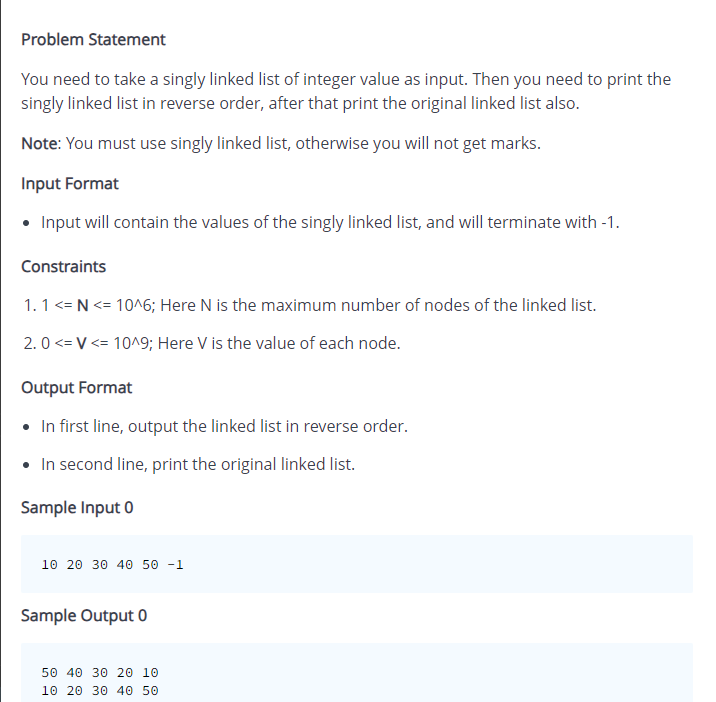 Problem Statement
You need to take a singly linked list of integer value as input. Then you need to print the
singly linked list in reverse order, after that print the original linked list also.
Note: You must use singly linked list, otherwise you will not get marks.
Input Format
• Input will contain the values of the singly linked list, and will terminate with -1.
Constraints
1. 1 <= N <= 10^6; Here N is the maximum number of nodes of the linked list.
2. 0 <= V <= 10^9; Here V is the value of each node.
Output Format
• In first line, output the linked list in reverse order.
• In second line, print the original linked list.
Sample Input 0
10 20 30 40 50 -1
Sample Output 0
50 40 30 20 10
10 20 30 40 50